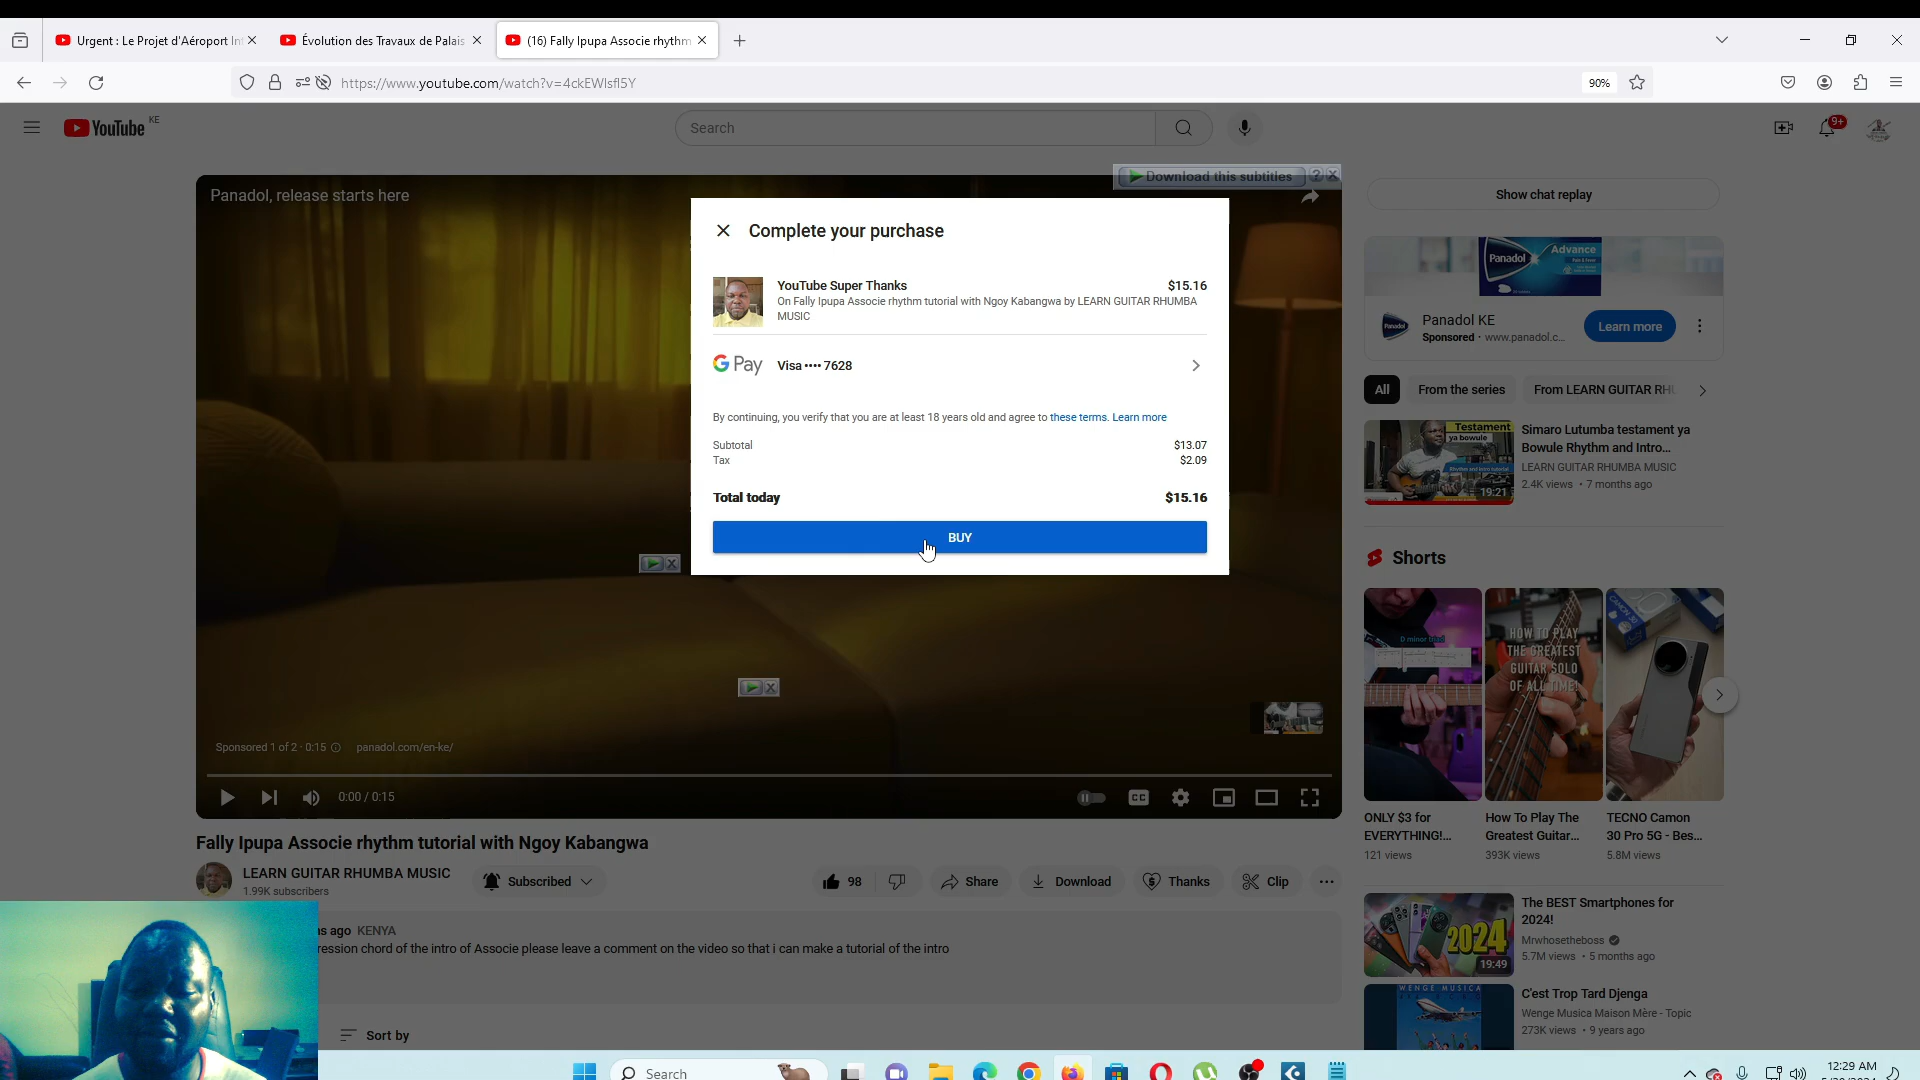 Urgent : Le Projet d'Aéroport Int
Évolution des Travaux de Palais
(16) Fally Ipupa Associe rhythm
https://www.youtube.com/watch?v=4ckEWlsfl5Y
90%
YouTube KE
Search
9+
Panadol, release starts here
Download this subtitles ? X
Show chat replay
Complete your purchase
YouTube Super Thanks
$15.16
On Fally Ipupa Associe rhythm tutorial with Ngoy Kabangwa by LEARN GUITAR RHUMBA
MUSIC
G Pay
Visa •••• 7628
By continuing, you verify that you are at least 18 years old and agree to these terms. Learn more
Subtotal
$13.07
Tax
$2.09
Total today
$15.16
BUY
Panadol
Advance
Panadol KE
Sponsored · www.panadol.c...
Learn more
All
From the series
From LEARN GUITAR RHU
Testament
ya bowule
19:21
Simaro Lutumba testament ya
Bowule Rhythm and Intro...
LEARN GUITAR RHUMBA MUSIC
2.4K views • 7 months ago
Shorts
D minor triad
HOW TO PLAY
THE GREATEST
GUITAR SOLO
OF ALL TIME!
ONLY $3 for
EVERYTHING!...
121 views
How To Play The
Greatest Guitar...
393K views
TECNO Camon
30 Pro 5G - Bes...
5.8M views
Sponsored 1 of 2 · 0:15
panadol.com/en-ke/
0:00 / 0:15
CC
Fally Ipupa Associe rhythm tutorial with Ngoy Kabangwa
LEARN GUITAR RHUMBA MUSIC
1.99K subscribers
Subscribed
98
Share
Download
Thanks
Clip
ago KENYA
ression chord of the intro of Associe please leave a comment on the video so that i can make a tutorial of the intro
Sort by
2024
19:49
The BEST Smartphones for
2024!
Mrwhosetheboss
5.7M views • 5 months ago
WENGE MUSICA
C'est Trop Tard Djenga
Wenge Musica Maison Mère - Topic
273K views • 9 years ago
Search
12:29 AM